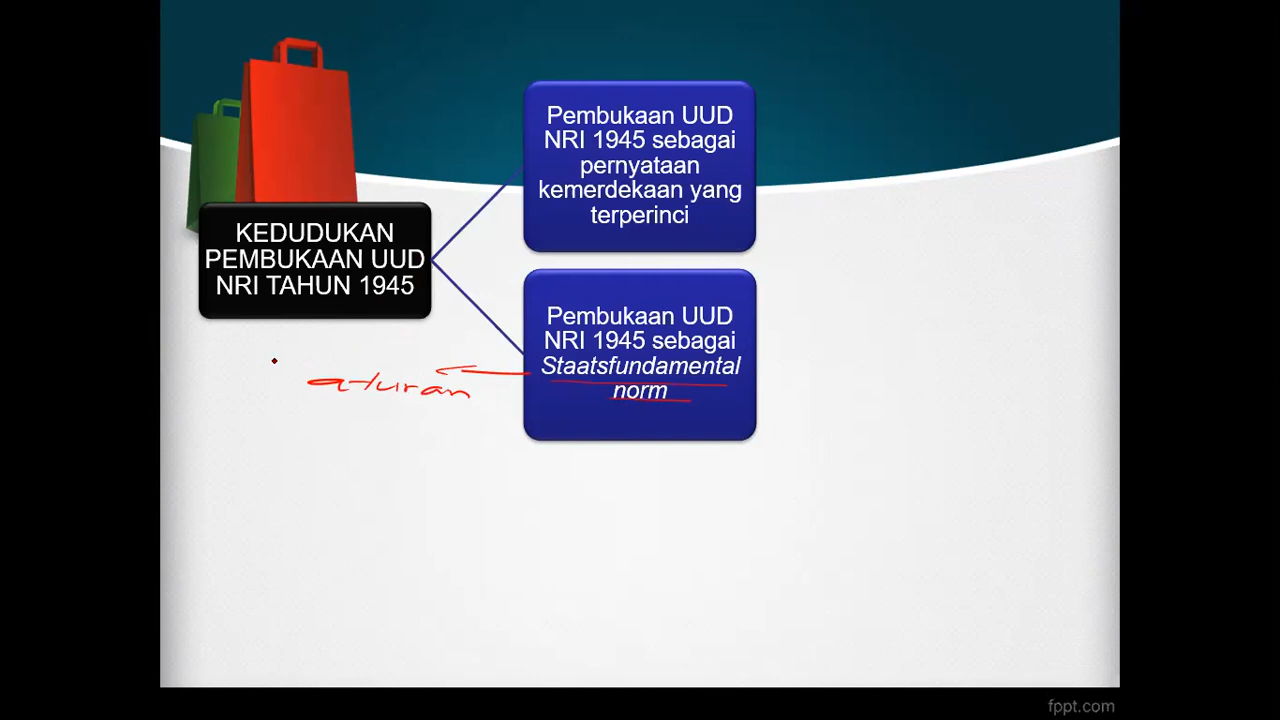 KEDUDUKAN
PEMBUKAAN UUD
NRI TAHUN 1945
Pembukaan UUD
NRI 1945 sebagai
pernyataan
kemerdekaan yang
terperinci
Pembukaan UUD
NRI 1945 sebagai
Staatsfundamental
norm
aturan
fppt.com